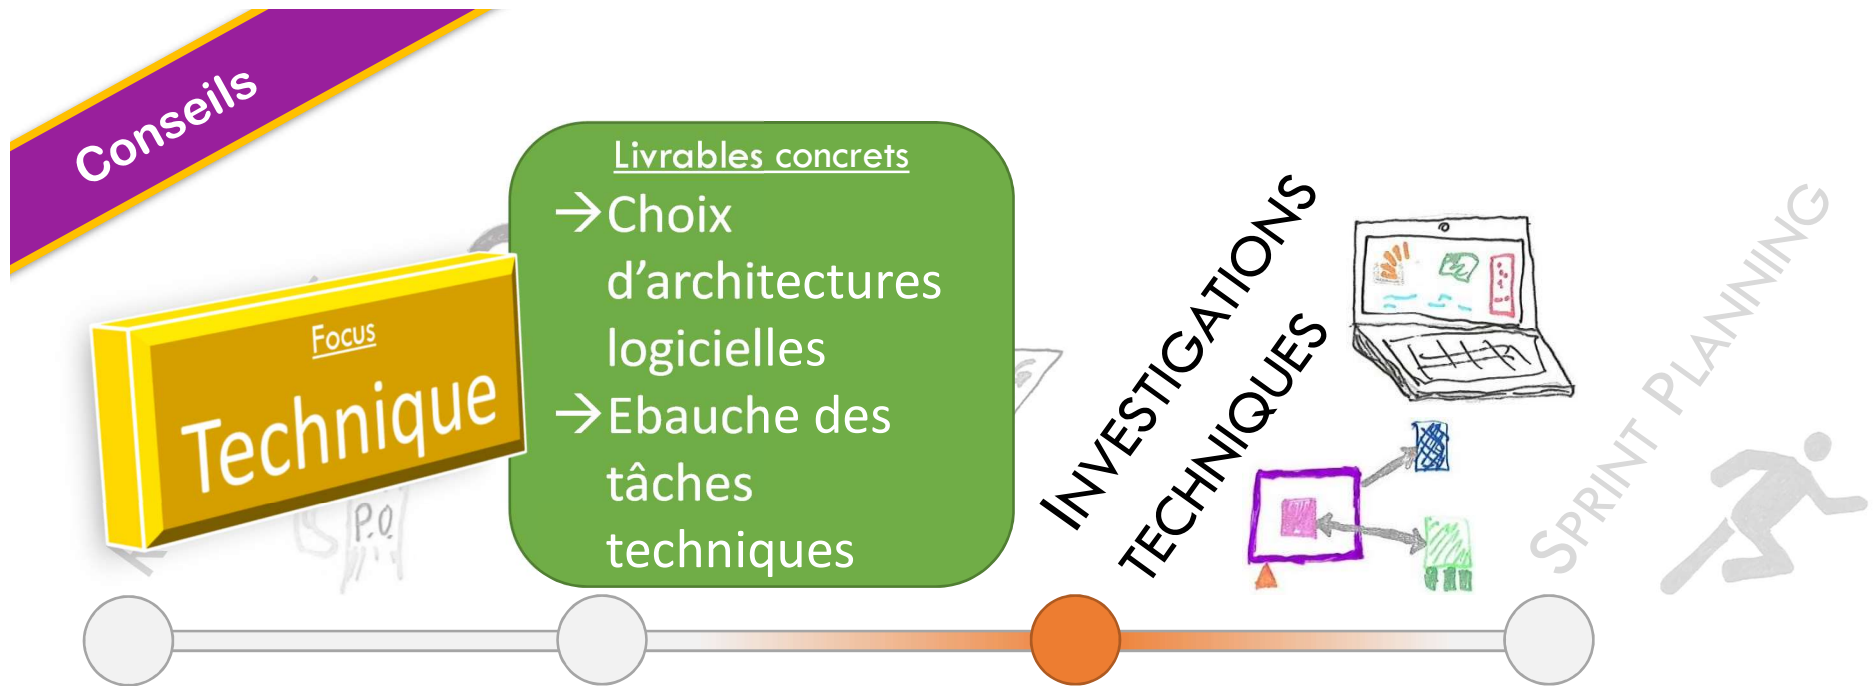 Conseils
Focus
Technique
Livrables concrets
→Choix
d’architectures
logicielles
→Ebauche des
tâches
techniques
INVESTIGATIONS
TECHNIQUES
SPRINT PLANNING
P.O